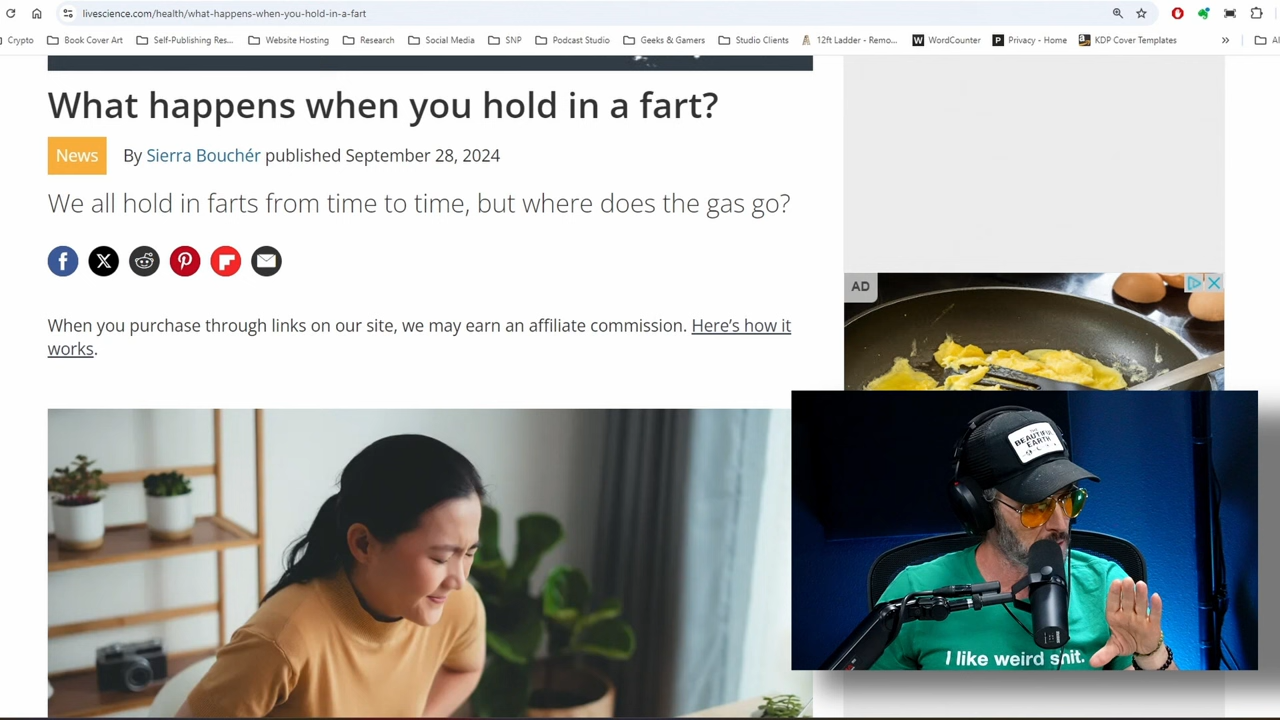 livescience.com/health/what-happens-when-you-hold-in-a-fart
Crypto Book Cover Art Self-Publishing Res... Website Hosting Research Social Media SNP Podcast Studio Geeks & Gamers Studio Clients 12ft Ladder - Remo... WordCounter Privacy - Home KDP Cover Templates » Al
What happens when you hold in a fart?
News By Sierra Bouchér published September 28, 2024
We all hold in farts from time to time, but where does the gas go?
When you purchase through links on our site, we may earn an affiliate commission. Here's how it
works.
AD
BEAUTIFUL
EARTH
I like weird shit.